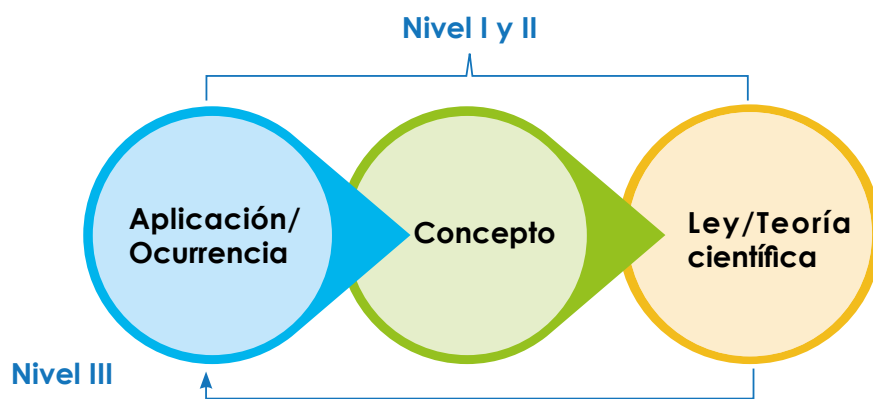 Nivel I y II
Aplicación/
Ocurrencia
Concepto
Ley/Teoría
científica
Nivel III